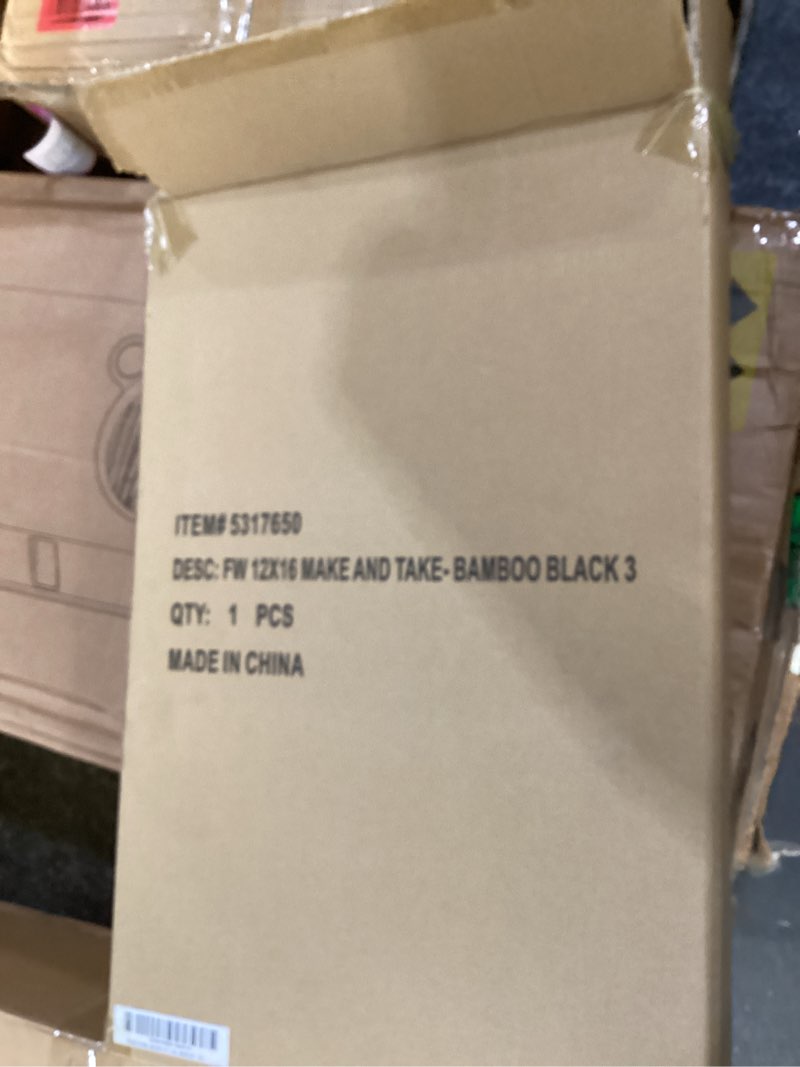 ITEM# 5317650
DESC: FW 12X16 MAKE AND TAKE- BAMBOO BLACK 3
QTY: 1 PCS
MADE IN CHINA